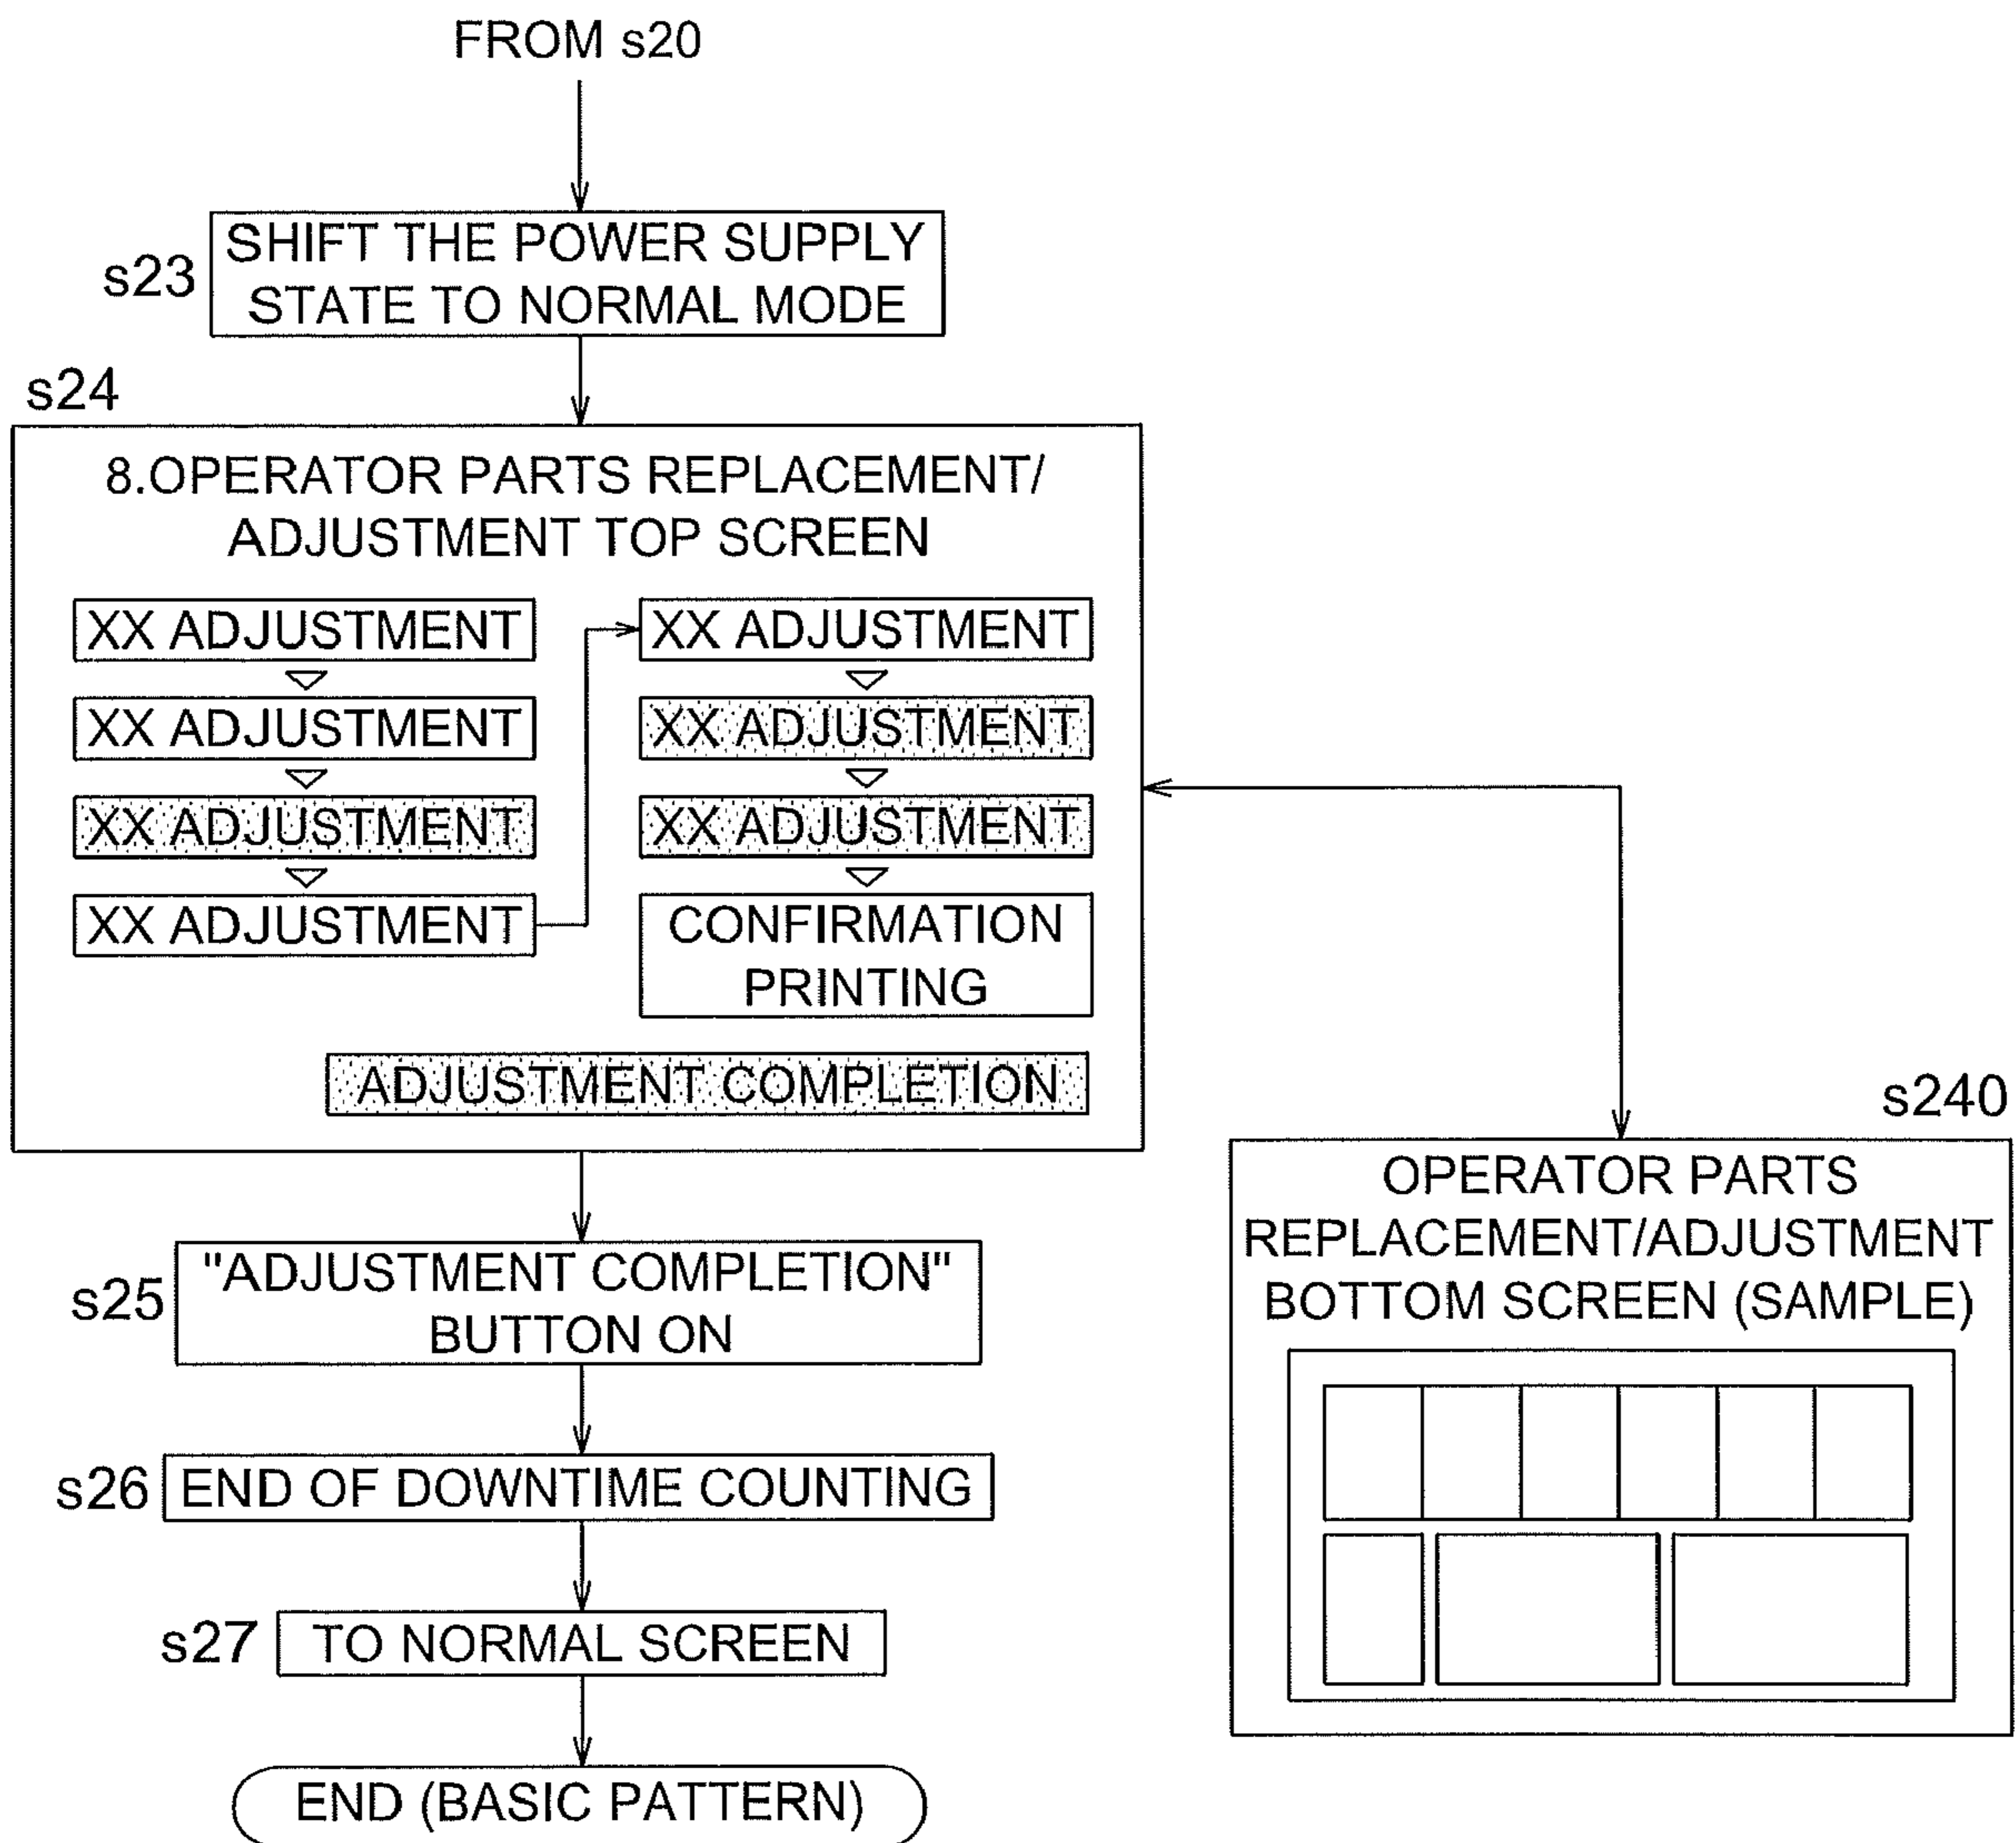 FROM s20
s23
SHIFT THE POWER SUPPLY
STATE TO NORMAL MODE
s24
8.OPERATOR PARTS REPLACEMENT/
ADJUSTMENT TOP SCREEN
XX ADJUSTMENT
XX ADJUSTMENT
XX ADJUSTMENT
XX ADJUSTMENT
XX ADJUSTMENT
XX ADJUSTMENT
XX ADJUSTMENT
CONFIRMATION
PRINTING
ADJUSTMENT COMPLETION
s240
OPERATOR PARTS
REPLACEMENT/ADJUSTMENT
BOTTOM SCREEN (SAMPLE)
s25
"ADJUSTMENT COMPLETION"
BUTTON ON
s26
END OF DOWNTIME COUNTING
s27
TO NORMAL SCREEN
END (BASIC PATTERN)